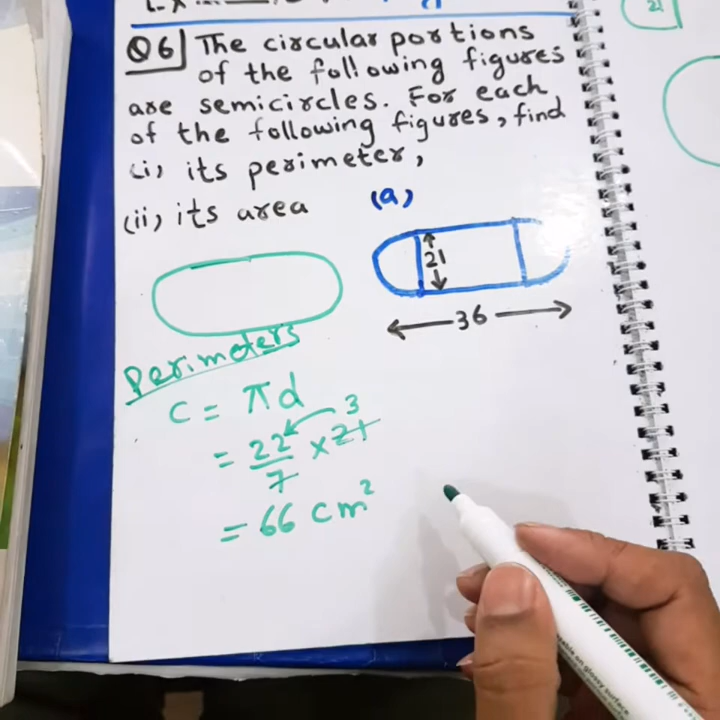 Q6 The circular portions
of the following figures
are semicircles. For each
of the following figures, find
(i) its perimeter,
(ii) its area (a)
21
36
Perimeters
C = πd
= 22/7 × 21 3
= 66 cm²
21